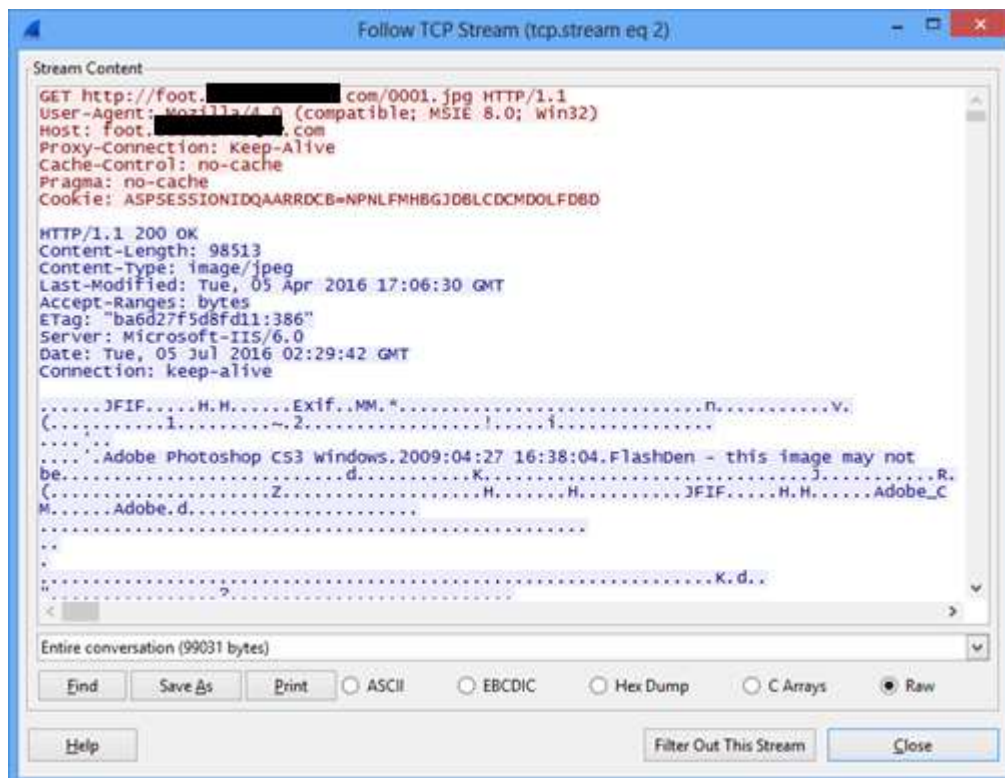 Follow TCP Stream (tcp.stream eq 2)
Stream Content
GET http://foot. com/0001.jpg HTTP/1.1
User-Agent: Mozilla/4.0 (compatible; MSIE 8.0; Win32)
Host: foot. .com
Proxy-Connection: Keep-Alive
Cache-Control: no-cache
Pragma: no-cache
Cookie: ASPSESSIONIDQAARRDCB=NPNLFMHBGJDBLCDCMDOLFDBD
HTTP/1.1 200 OK
Content-Length: 98513
Content-Type: image/jpeg
Last-Modified: Tue, 05 Apr 2016 17:06:30 GMT
Accept-Ranges: bytes
ETag: "ba6d27f5d8fd11:386"
Server: Microsoft-IIS/6.0
Date: Tue, 05 Jul 2016 02:29:42 GMT
Connection: keep-alive
......JFIF.....H.H......Exif..MM.*.............................n...........v.
(...........1.........~.2.................!.....i................
....'..
....'.Adobe Photoshop CS3 Windows.2009:04:27 16:38:04.FlashDen - this image may not
be.............................d............K.................................J............R.
(......................Z....................H.......H..........JFIF.....H.H......Adobe_C
M......Adobe.d.....................
..........................................................
..
.
...................................................................K.d..
"................?............................
Entire conversation (99031 bytes)
Find
Save As
Print
ASCII
EBCDIC
Hex Dump
C Arrays
Raw
Help
Filter Out This Stream
Close